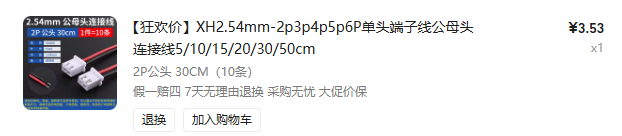 2.54mm 公母头连接线
2P 公头 30cm 1件=10条
【狂欢价】XH2.54mm-2p3p4p5p6P单头端子线公母头
连接线5/10/15/20/30/50cm
¥3.53
x1
2P公头 30CM（10条）
假一赔四 7天无理由退换 采购无忧 大促价保
退换 加入购物车